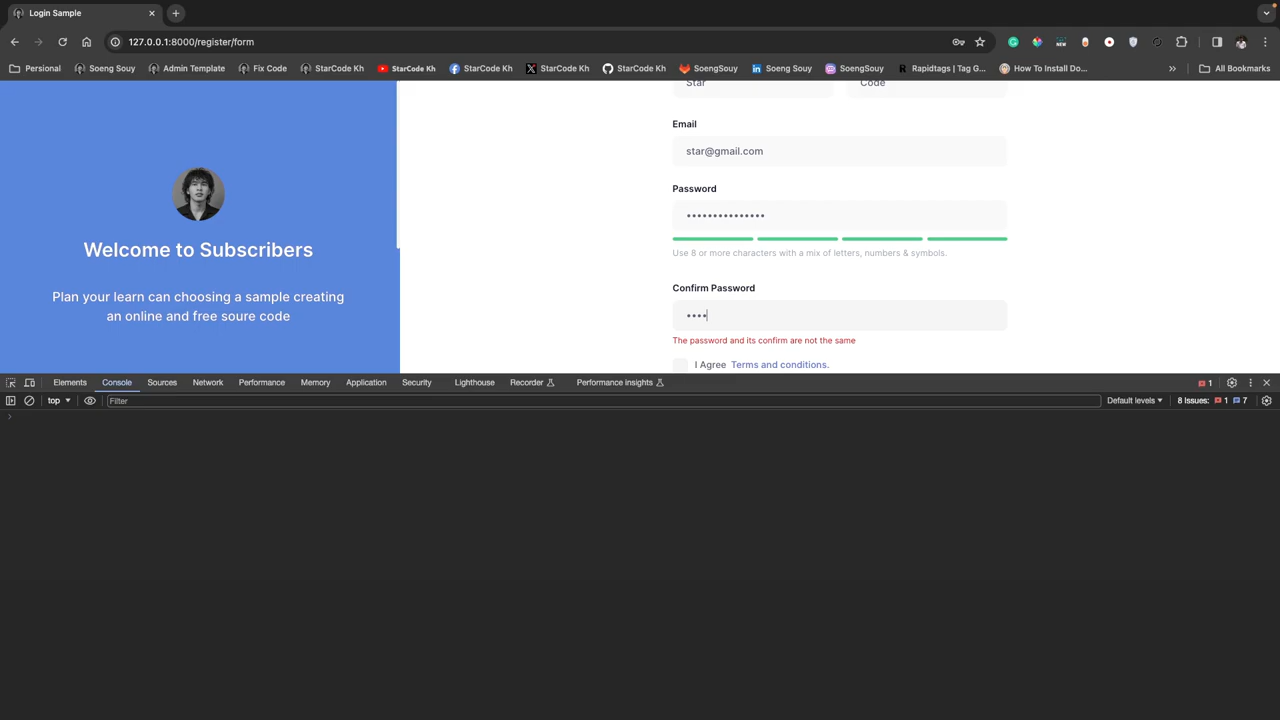 Login Sample
127.0.0.1:8000/register/form
NEW
Persional
Soeng Souy
Admin Template
Fix Code
StarCode Kh
StarCode Kh
StarCode Kh
StarCode Kh
StarCode Kh
SoengSouy
Soeng Souy
SoengSouy
Rapidtags | Tag G...
How To Install Do...
»
All Bookmarks
Star
Code
Email
star@gmail.com
Password
•••••••••••••••
Use 8 or more characters with a mix of letters, numbers & symbols.
Confirm Password
••••
The password and its confirm are not the same
I Agree Terms and conditions.
Welcome to Subscribers
Plan your learn can choosing a sample creating
an online and free soure code
Elements
Console
Sources
Network
Performance
Memory
Application
Security
Lighthouse
Recorder
Performance insights
1
top
Filter
Default levels
8 Issues: 1 7